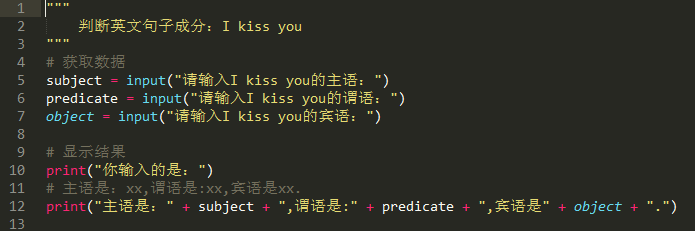 1 """
2 判断英文句子成分：I kiss you
3 """
4 # 获取数据
5 subject = input("请输入I kiss you的主语：")
6 predicate = input("请输入I kiss you的谓语：")
7 object = input("请输入I kiss you的宾语：")
8
9 # 显示结果
10 print("你输入的是：")
11 # 主语是：xx,谓语是:xx,宾语是xx.
12 print("主语是：" + subject + ",谓语是:" + predicate + ",宾语是" + object + ".")
13